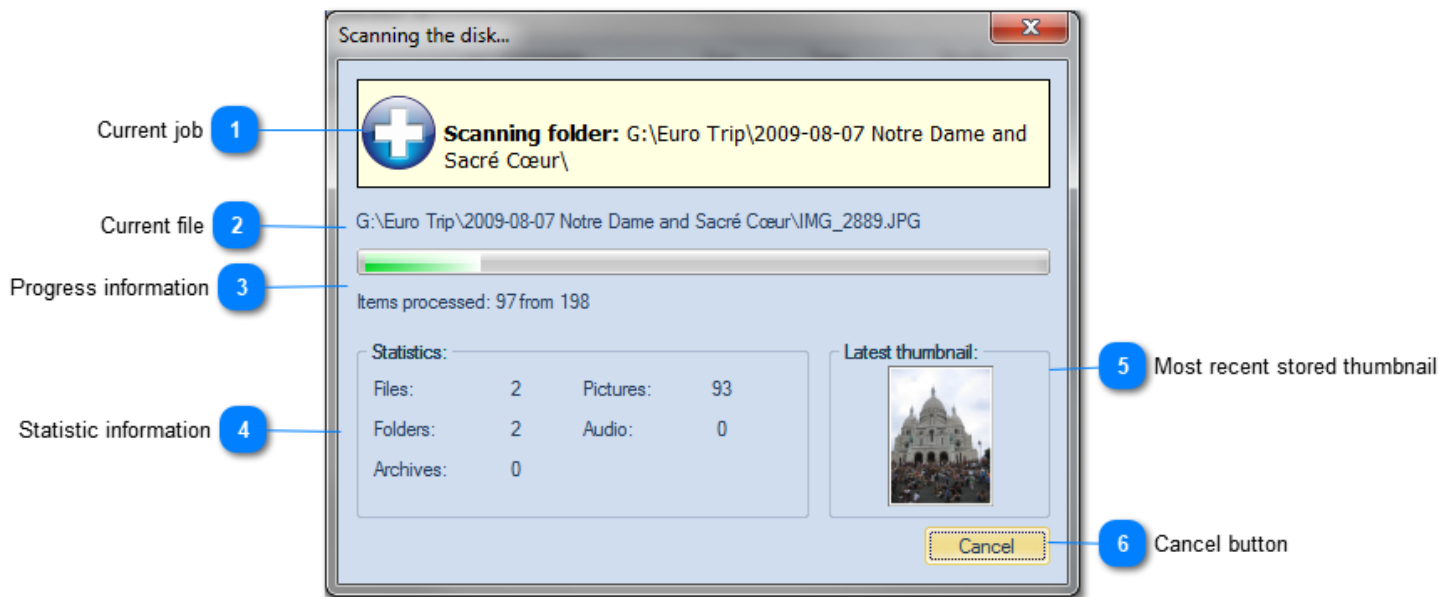 Scanning the disk...
X
Current job 1
Scanning folder: G:\Euro Trip\2009-08-07 Notre Dame and
Sacré Cœur\
Current file 2
G:\Euro Trip\2009-08-07 Notre Dame and Sacré Cœur\IMG_2889.JPG
Progress information 3
Items processed: 97 from 198
Statistics:
Latest thumbnail:
Files: 2 Pictures: 93
5 Most recent stored thumbnail
Statistic information 4
Folders: 2 Audio: 0
Archives: 0
Cancel
6 Cancel button